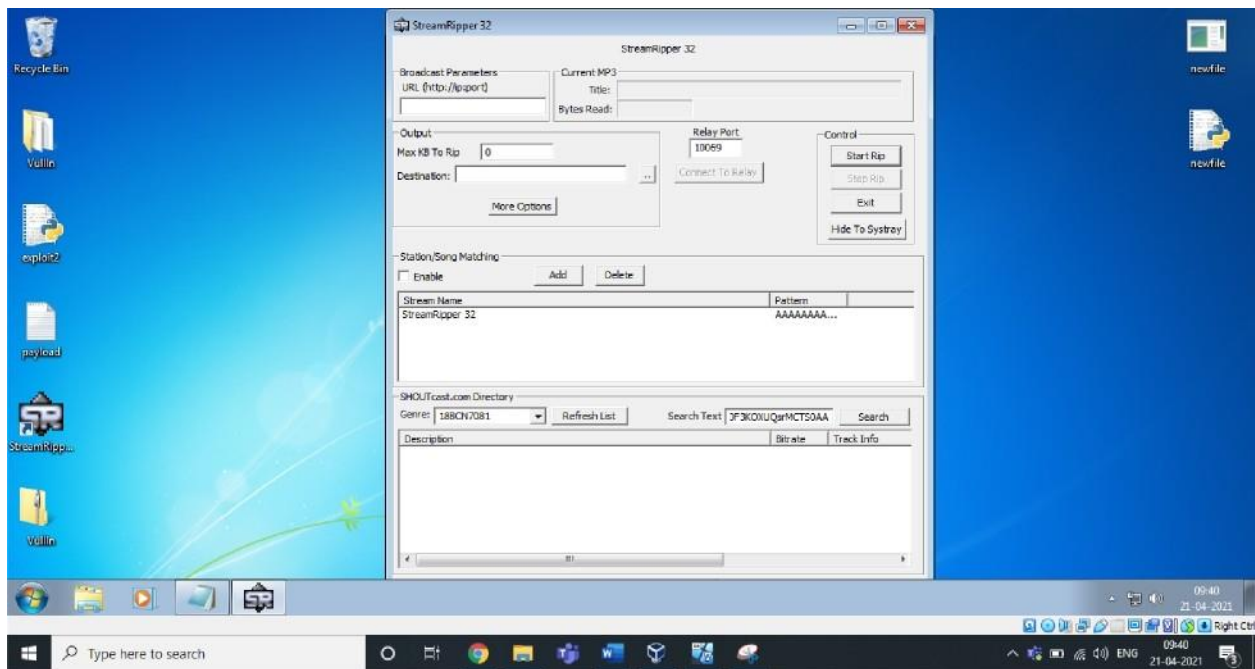 Recycle Bin
Vullin
exploit2
payload
StreamRipp...
Vullin
newfile
newfile
StreamRipper 32
StreamRipper 32
Broadcast Parameters
URL (http://ip:port)
Current MP3
Title:
Bytes Read:
Output
Max KB To Rip 0
Destination: ..
More Options
Relay Port
10069
Connect To Relay
Control
Start Rip
Stop Rip
Exit
Hide To Systray
Station/Song Matching
Enable Add Delete
Stream Name Pattern
StreamRipper 32 AAAAAAAA...
SHOUTcast.com Directory
Genre: 18BCN7081 Refresh List Search Text Search
Description Bitrate Track Info
09:40
21-04-2021
Right Ctrl
Type here to search
ENG
09:40
21-04-2021
3